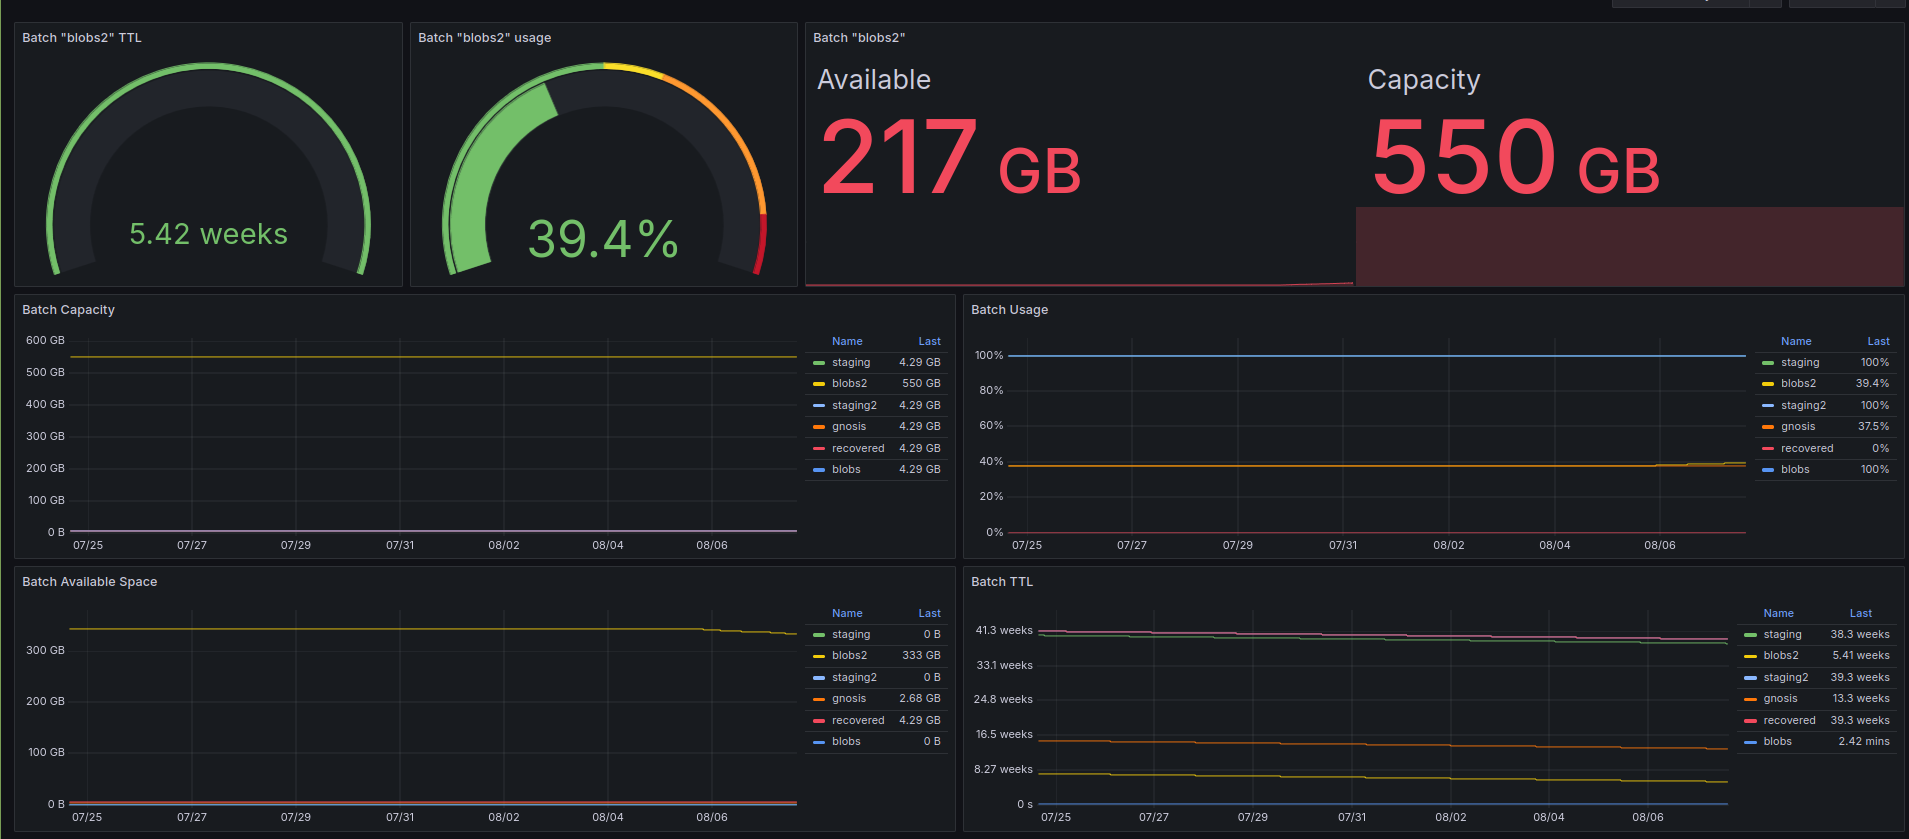 Batch "blobs2" TTL
5.42 weeks
Batch "blobs2" usage
39.4%
Batch "blobs2"
Available
217 GB
Capacity
550 GB
Batch Capacity
600 GB
500 GB
400 GB
300 GB
200 GB
100 GB
0 B
07/25 07/27 07/29 07/31 08/02 08/04 08/06
Name Last
staging 4.29 GB
blobs2 550 GB
staging2 4.29 GB
gnosis 4.29 GB
recovered 4.29 GB
blobs 4.29 GB
Batch Usage
100%
80%
60%
40%
20%
0%
07/25 07/27 07/29 07/31 08/02 08/04 08/06
Name Last
staging 100%
blobs2 39.4%
staging2 100%
gnosis 37.5%
recovered 0%
blobs 100%
Batch Available Space
300 GB
200 GB
100 GB
0 B
07/25 07/27 07/29 07/31 08/02 08/04 08/06
Name Last
staging 0 B
blobs2 333 GB
staging2 0 B
gnosis 2.68 GB
recovered 4.29 GB
blobs 0 B
Batch TTL
41.3 weeks
33.1 weeks
24.8 weeks
16.5 weeks
8.27 weeks
0 s
07/25 07/27 07/29 07/31 08/02 08/04 08/06
Name Last
staging 38.3 weeks
blobs2 5.41 weeks
staging2 39.3 weeks
gnosis 13.3 weeks
recovered 39.3 weeks
blobs 2.42 mins